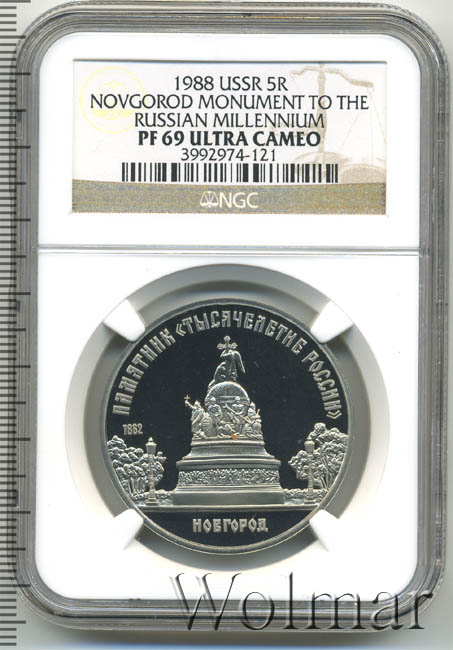 1988 USSR 5R
NOVGOROD MONUMENT TO THE
RUSSIAN MILLENNIUM
PF 69 ULTRA CAMEO
3992974-121
NGC
ПАМЯТНИК «ТЫСЯЧЕЛЕТИЕ РОССИИ»
1862
НОВГОРОД
Wolmar